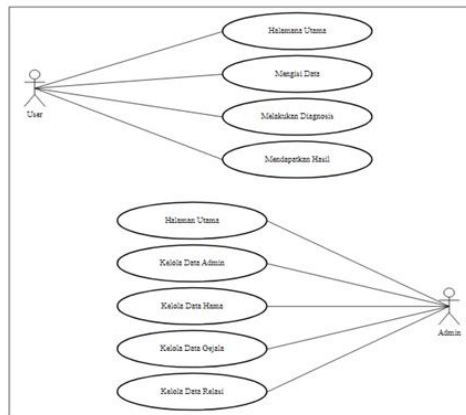 Halamana Utama
Mengisi Data
User
Melakukan Diagnosis
Mendapatkan Hasil
Halaman Utama
Kelola Data Admin
Kelola Data Hama
Admin
Kelola Data Gejala
Kelola Data Relasi